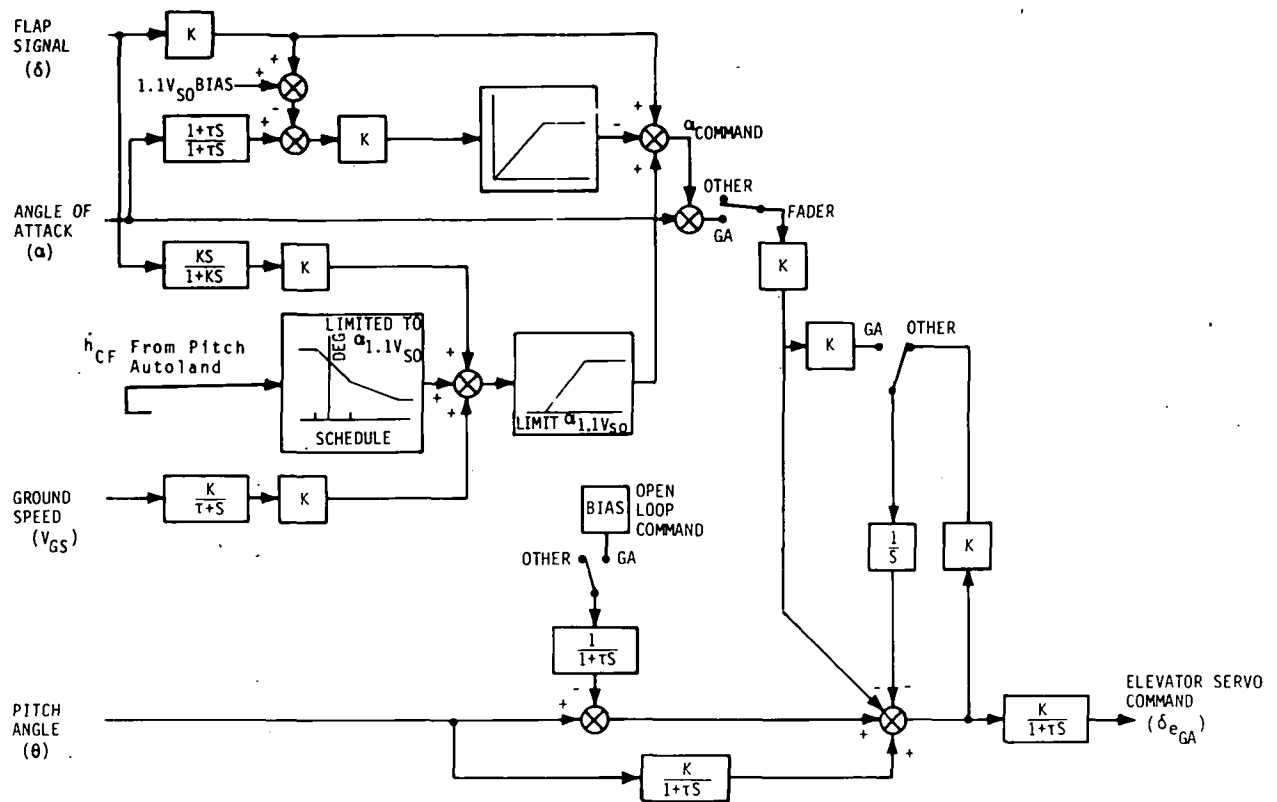 FLAP
SIGNAL
(δ)
K
1.1V_SO BIAS
+
+
-
+
1+τS
1+τS
K
+
-
+
α COMMAND
OTHER
FADER
GA
ANGLE OF
ATTACK
(α)
K
KS
1+KS
K
ḣ_CF From Pitch
Autoland
LIMITED TO
α 1.1V_SO
DEG
SCHEDULE
+
+
+
LIMIT α 1.1V_SO
K
GA
OTHER
GROUND
SPEED
(V_GS)
K
τ+S
K
BIAS
OPEN
LOOP
COMMAND
OTHER
GA
1
S
K
1
1+τS
-
+
PITCH
ANGLE
(θ)
-
-
+
+
K
1+τS
K
1+τS
ELEVATOR SERVO
COMMAND
(δ_e_GA)